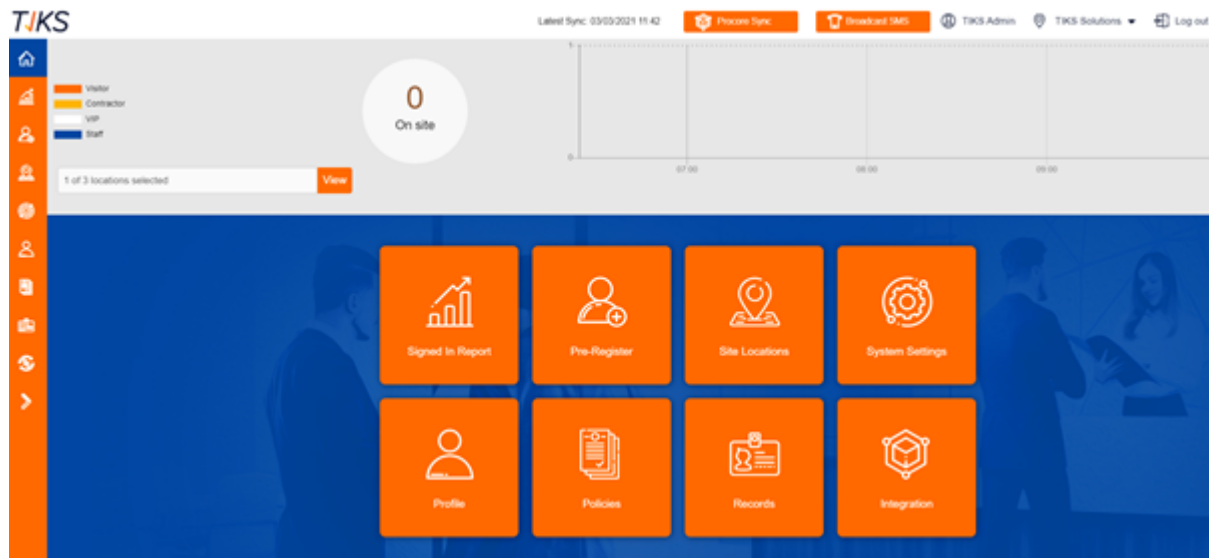 TIKS
Latest Sync: 03/03/2021 11:42
Procore Sync
Broadcast SMS
TIKS Admin
TIKS Solutions
Log out
Visitor
Contractor
VIP
Staff
0
On site
1
0
07:00
08:00
09:00
1 of 3 locations selected
View
Signed In Report
Pre-Register
Site Locations
System Settings
Profile
Policies
Records
Integration